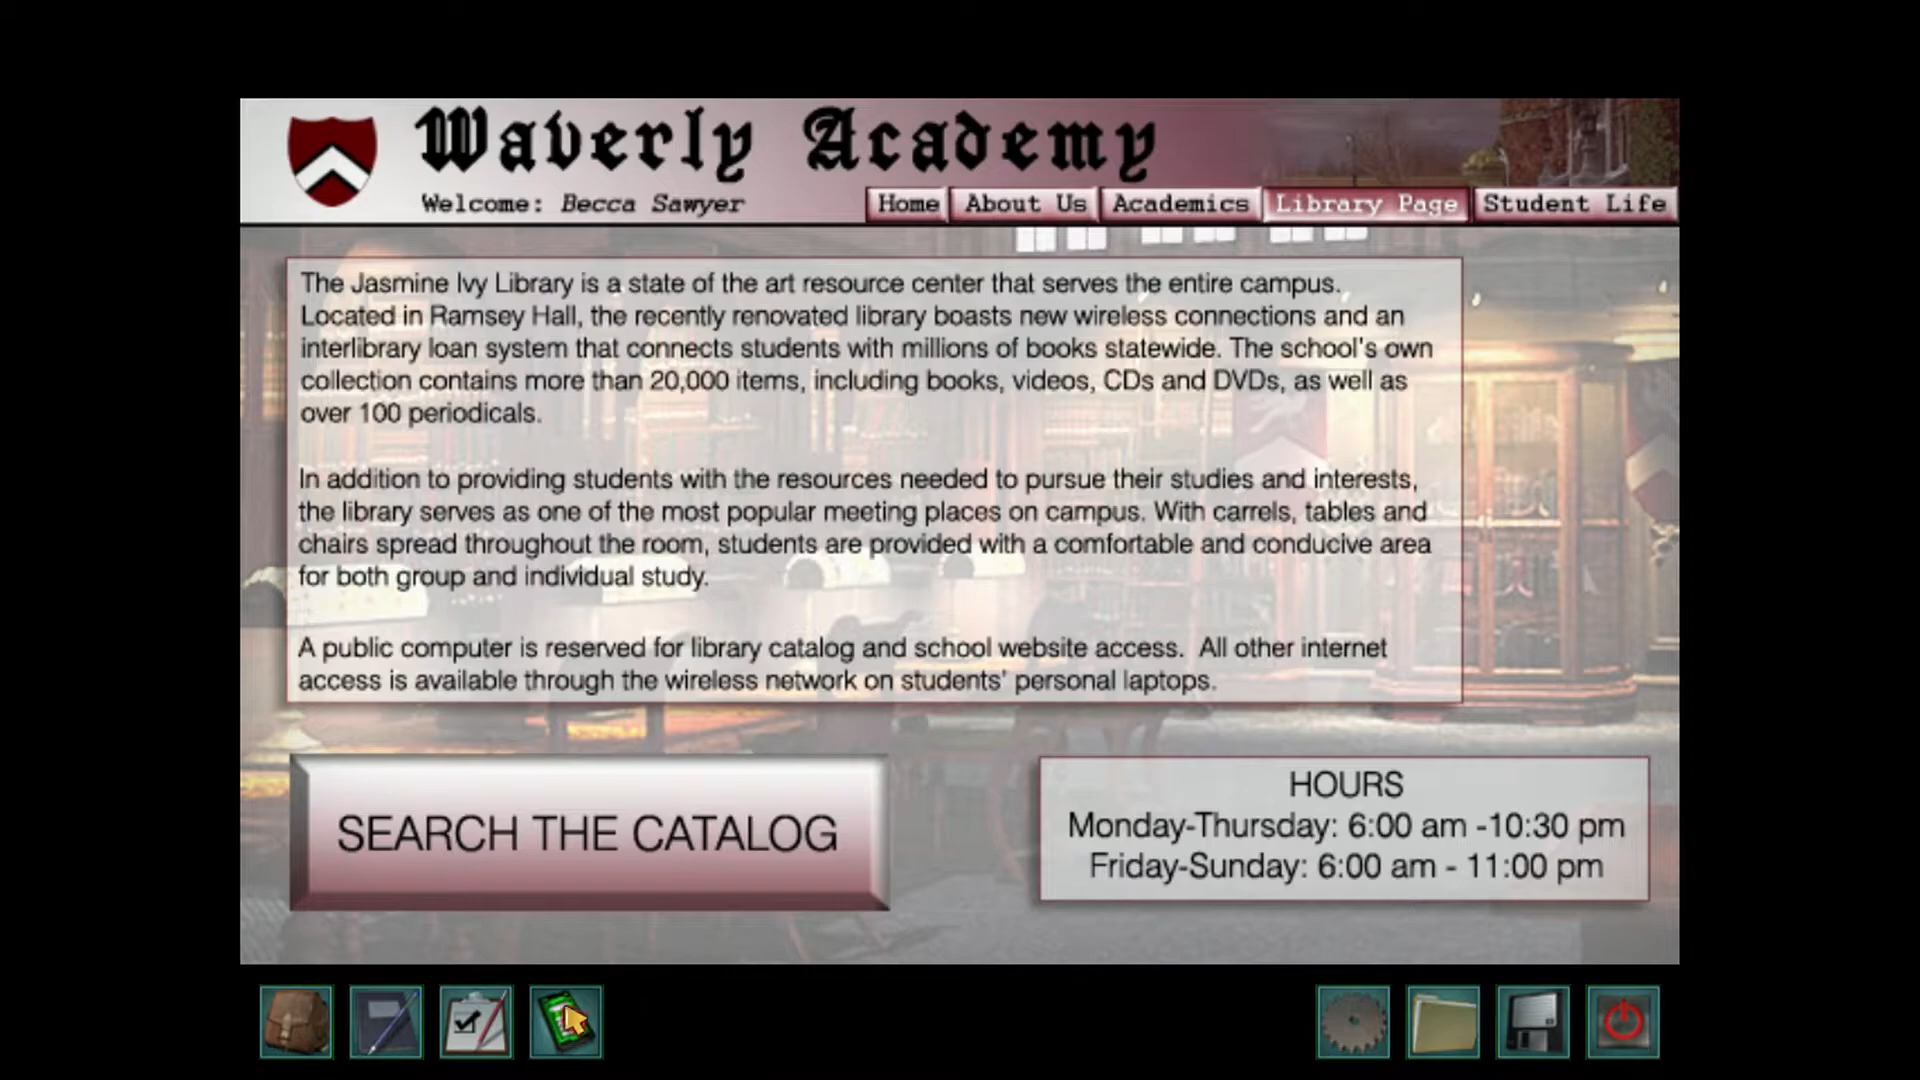 Waverly Academy
Welcome: Becca Sawyer
Home
About Us
Academics
Library Page
Student Life
The Jasmine Ivy Library is a state of the art resource center that serves the entire campus.
Located in Ramsey Hall, the recently renovated library boasts new wireless connections and an
interlibrary loan system that connects students with millions of books statewide. The school's own
collection contains more than 20,000 items, including books, videos, CDs and DVDs, as well as
over 100 periodicals.
In addition to providing students with the resources needed to pursue their studies and interests,
the library serves as one of the most popular meeting places on campus. With carrels, tables and
chairs spread throughout the room, students are provided with a comfortable and conducive area
for both group and individual study.
A public computer is reserved for library catalog and school website access. All other internet
access is available through the wireless network on students' personal laptops.
SEARCH THE CATALOG
HOURS
Monday-Thursday: 6:00 am -10:30 pm
Friday-Sunday: 6:00 am - 11:00 pm